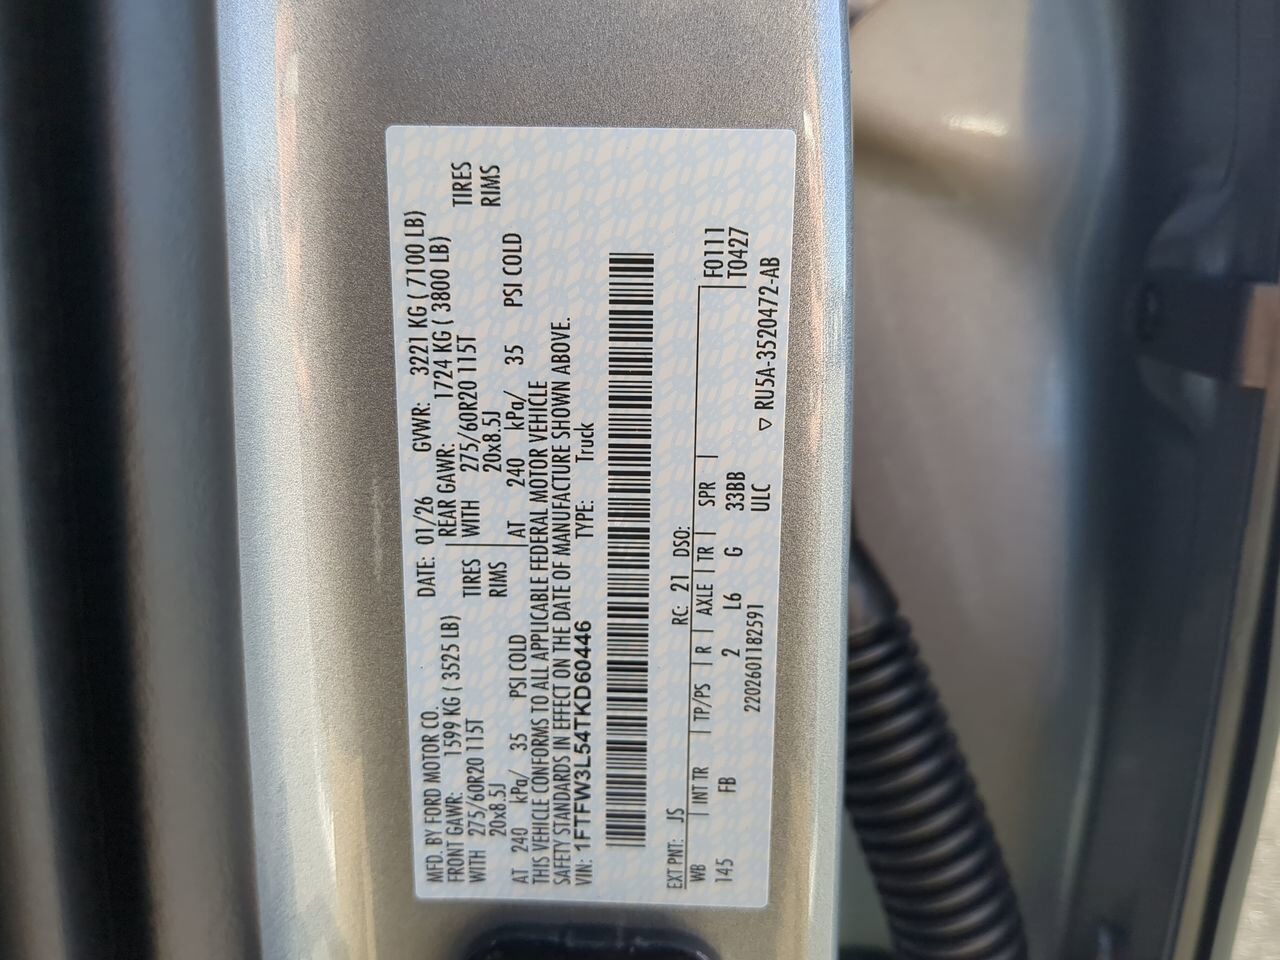 MFD. BY FORD MOTOR CO. DATE: 01/26 GVWR: 3221 KG ( 7100 LB)
FRONT GAWR: 1599 KG ( 3525 LB) REAR GAWR: 1724 KG ( 3800 LB)
WITH 275/60R20 115T TIRES WITH 275/60R20 115T TIRES
20x8.5J RIMS 20x8.5J RIMS
AT 240 kPa/ 35 PSI COLD AT 240 kPa/ 35 PSI COLD
THIS VEHICLE CONFORMS TO ALL APPLICABLE FEDERAL MOTOR VEHICLE
SAFETY STANDARDS IN EFFECT ON THE DATE OF MANUFACTURE SHOWN ABOVE.
VIN: 1FTFW3L54TKD60446 TYPE: Truck
EXT PNT: JS RC: 21 DSO:
WB INT TR TP/PS R AXLE TR SPR F0111
145 FB 2 L6 G 33BB T0427
2202601182591 ULC
▽ RU5A-3520472-AB